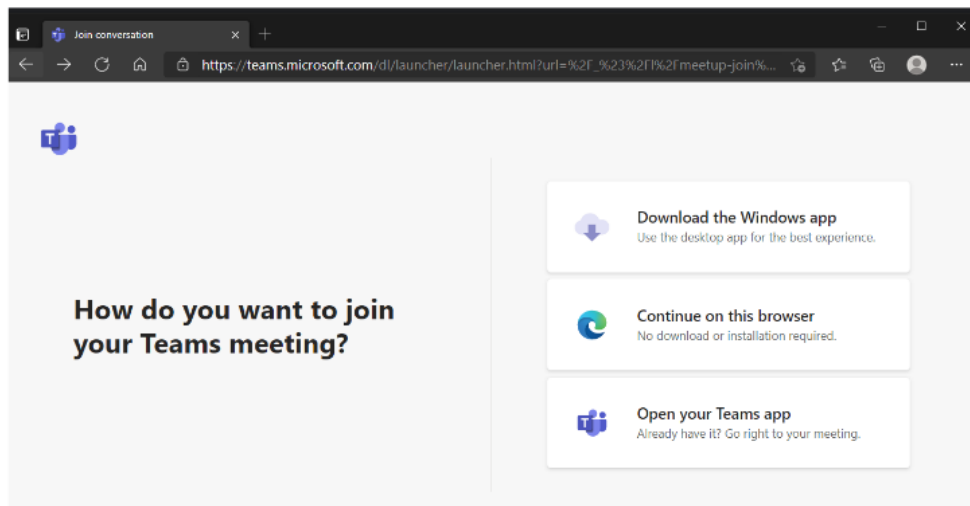 Join conversation
https://teams.microsoft.com/dl/launcher/launcher.html?url=%2F_%23%2Fl%2Fmeetup-join%...
How do you want to join
your Teams meeting?
Download the Windows app
Use the desktop app for the best experience.
Continue on this browser
No download or installation required.
Open your Teams app
Already have it? Go right to your meeting.